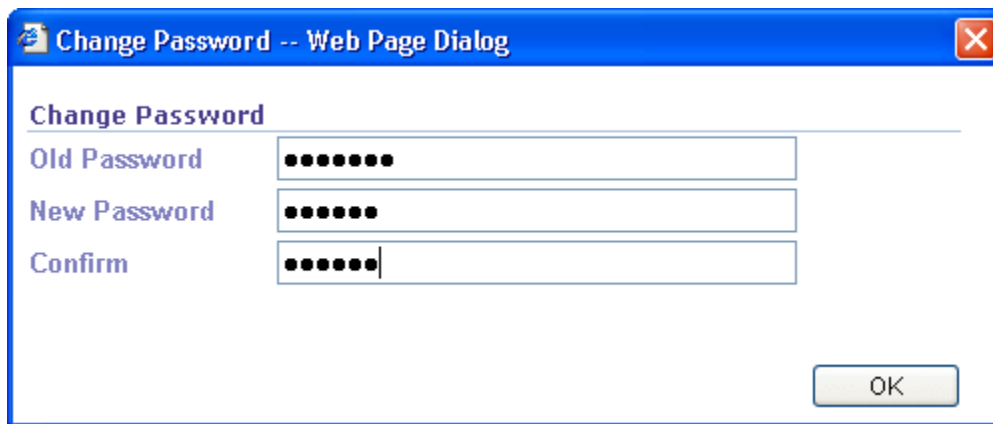 Change Password -- Web Page Dialog
Change Password
Old Password ●●●●●●●
New Password ●●●●●●
Confirm ●●●●●●
OK